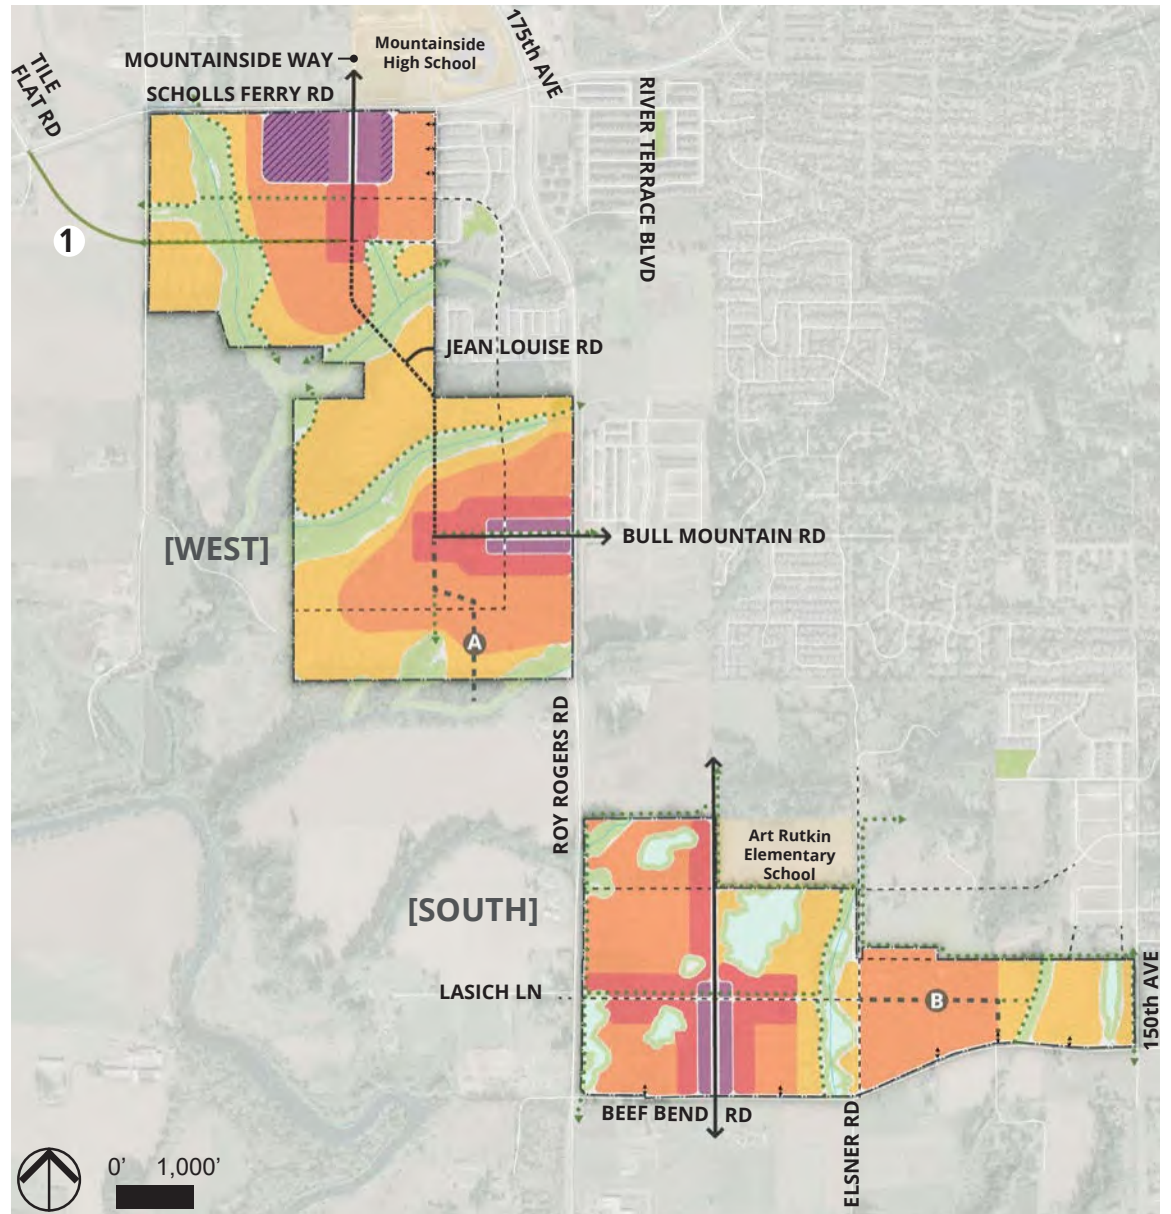 175th AVE
Mountainside
High School
MOUNTAINSIDE WAY
TILE
FLAT RD
SCHOLLS FERRY RD
RIVER TERRACE BLVD
1
JEAN LOUISE RD
BULL MOUNTAIN RD
[WEST]
A
ROY ROGERS RD
Art Rutkin
Elementary
School
[SOUTH]
LASICH LN
B
150th AVE
BEEF BEND RD
ELSNER RD
0' 1,000'